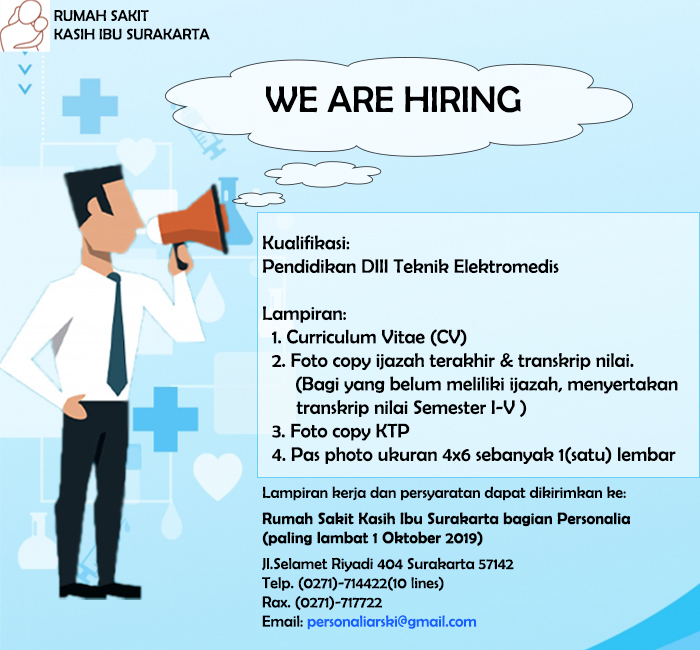 RUMAH SAKIT
KASIH IBU SURAKARTA
WE ARE HIRING
Kualifikasi:
Pendidikan DIII Teknik Elektromedis
Lampiran:
1. Curriculum Vitae (CV)
2. Foto copy ijazah terakhir & transkrip nilai.
(Bagi yang belum meliliki ijazah, menyertakan
transkrip nilai Semester I-V )
3. Foto copy KTP
4. Pas photo ukuran 4x6 sebanyak 1(satu) lembar
Lampiran kerja dan persyaratan dapat dikirimkan ke:
Rumah Sakit Kasih Ibu Surakarta bagian Personalia
(paling lambat 1 Oktober 2019)
Jl.Selamet Riyadi 404 Surakarta 57142
Telp. (0271)-714422(10 lines)
Rax. (0271)-717722
Email: personaliarski@gmail.com